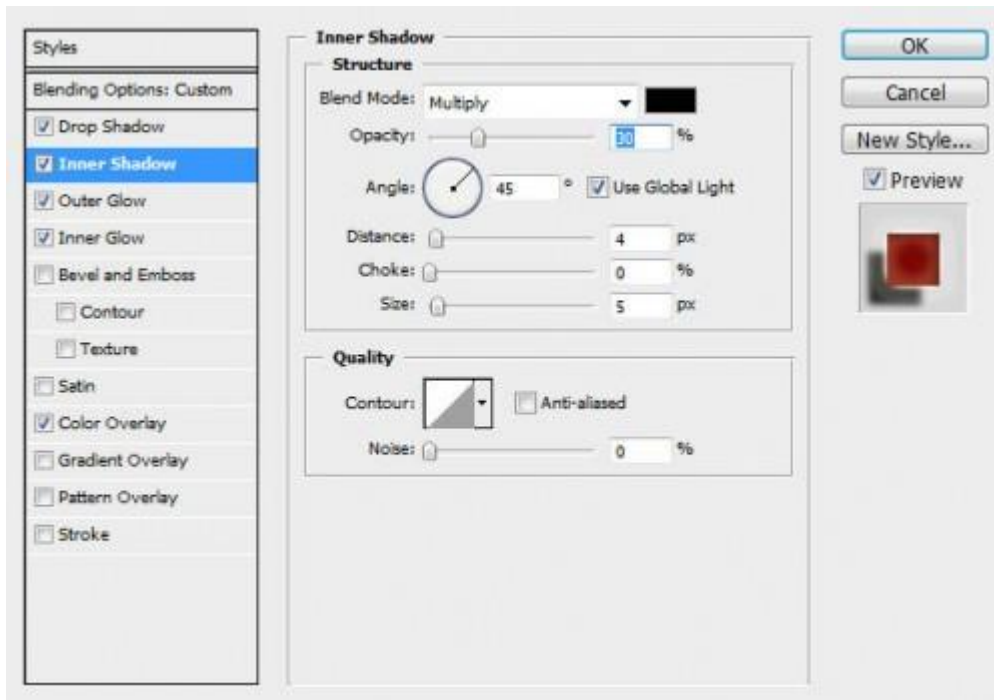 Styles
Blending Options: Custom
Drop Shadow
Inner Shadow
Outer Glow
Inner Glow
Bevel and Emboss
Contour
Texture
Satin
Color Overlay
Gradient Overlay
Pattern Overlay
Stroke
Inner Shadow
Structure
Blend Mode: Multiply
Opacity: 30 %
Angle: 45 ° Use Global Light
Distance: 4 px
Choke: 0 %
Size: 5 px
Quality
Contour: Anti-aliased
Noise: 0 %
OK
Cancel
New Style...
Preview